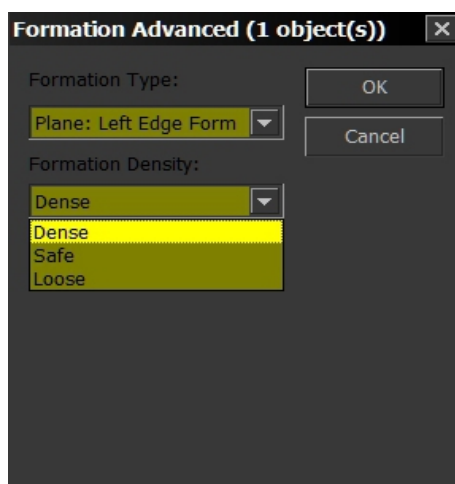 Formation Advanced (1 object(s))
Formation Type:
OK
Plane: Left Edge Form
Cancel
Formation Density:
Dense
Dense
Safe
Loose